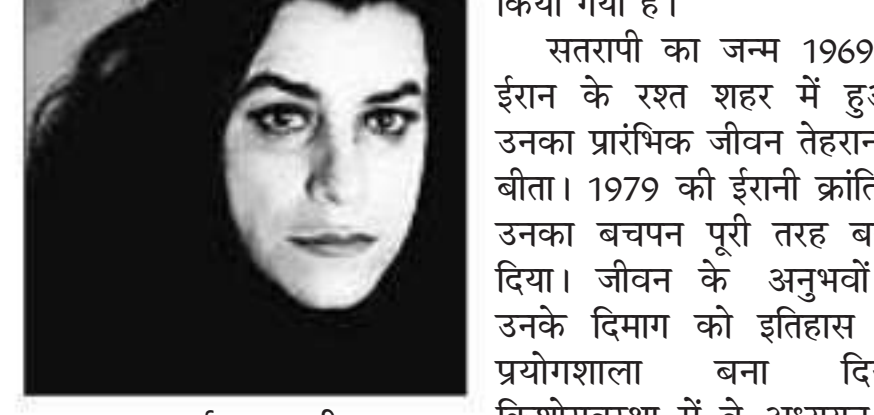 किया गया है।
सतरापी का जन्म 1969
ईरान के रश्त शहर में
उनका प्रारंभिक जीवन तेहरान
बीता। 1979 की ईरानी क्रांति
उनका बचपन पूरी तरह
दिया। जीवन के अनुभवों
उनके दिमाग को इतिहास
प्रयोगशाला बना